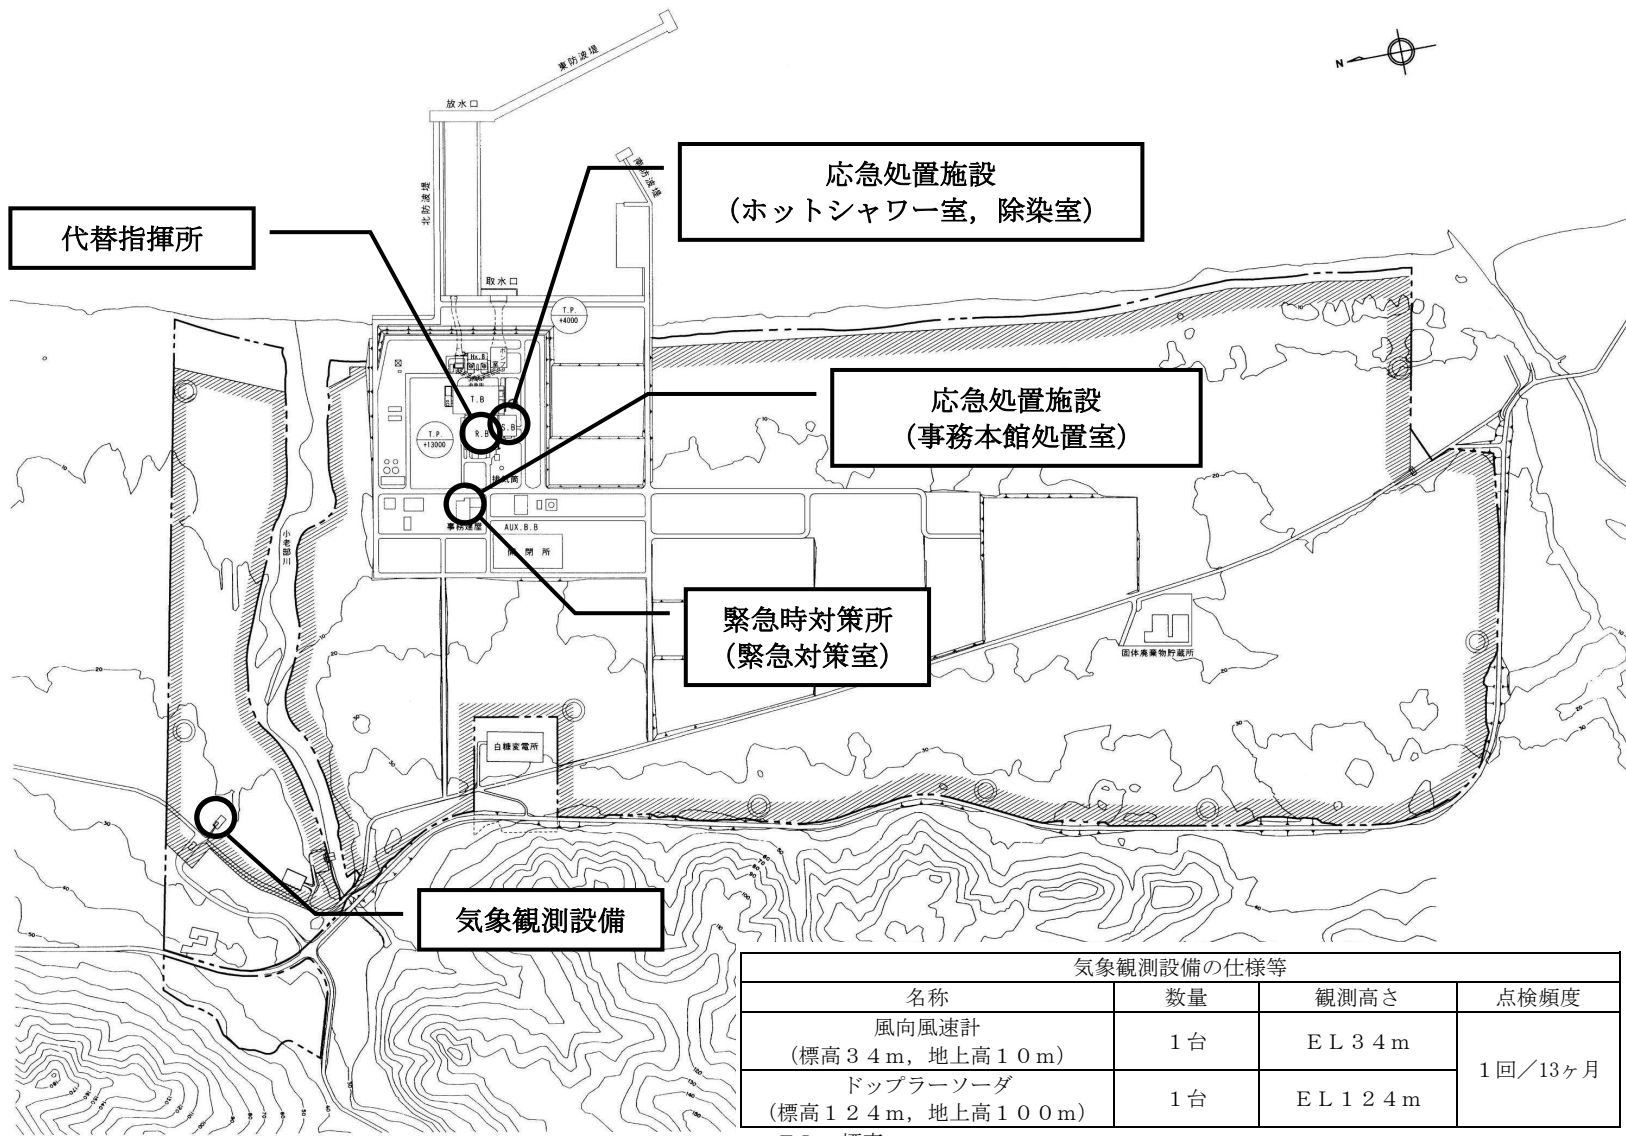 東防波堤
N
放水口
南防波堤
応急処置施設
（ホットシャワー室，除染室）
北防波堤
代替指揮所
取水口
T.P.
+4000
Hx.B
T.B
応急処置施設
（事務本館処置室）
S.B
R.B
T.P.
+13000
排気筒
事務建屋
AUX.B.B
開閉所
小老部川
緊急時対策所
（緊急対策室）
固体廃棄物貯蔵所
白糠変電所
気象観測設備
気象観測設備の仕様等
名称 数量 観測高さ 点検頻度
風向風速計
（標高３４ｍ，地上高１０ｍ） １台 ＥＬ３４ｍ
１回／13ヶ月
ドップラーソーダ
（標高１２４ｍ，地上高１００ｍ） １台 ＥＬ１２４ｍ